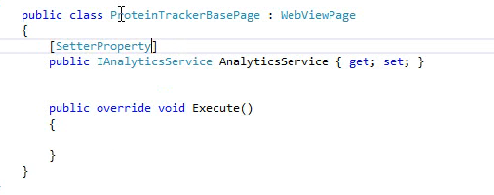 public class ProteinTrackerBasePage : WebViewPage
{
[SetterProperty]
public IAnalyticsService AnalyticsService { get; set; }
public override void Execute()
{
}
}